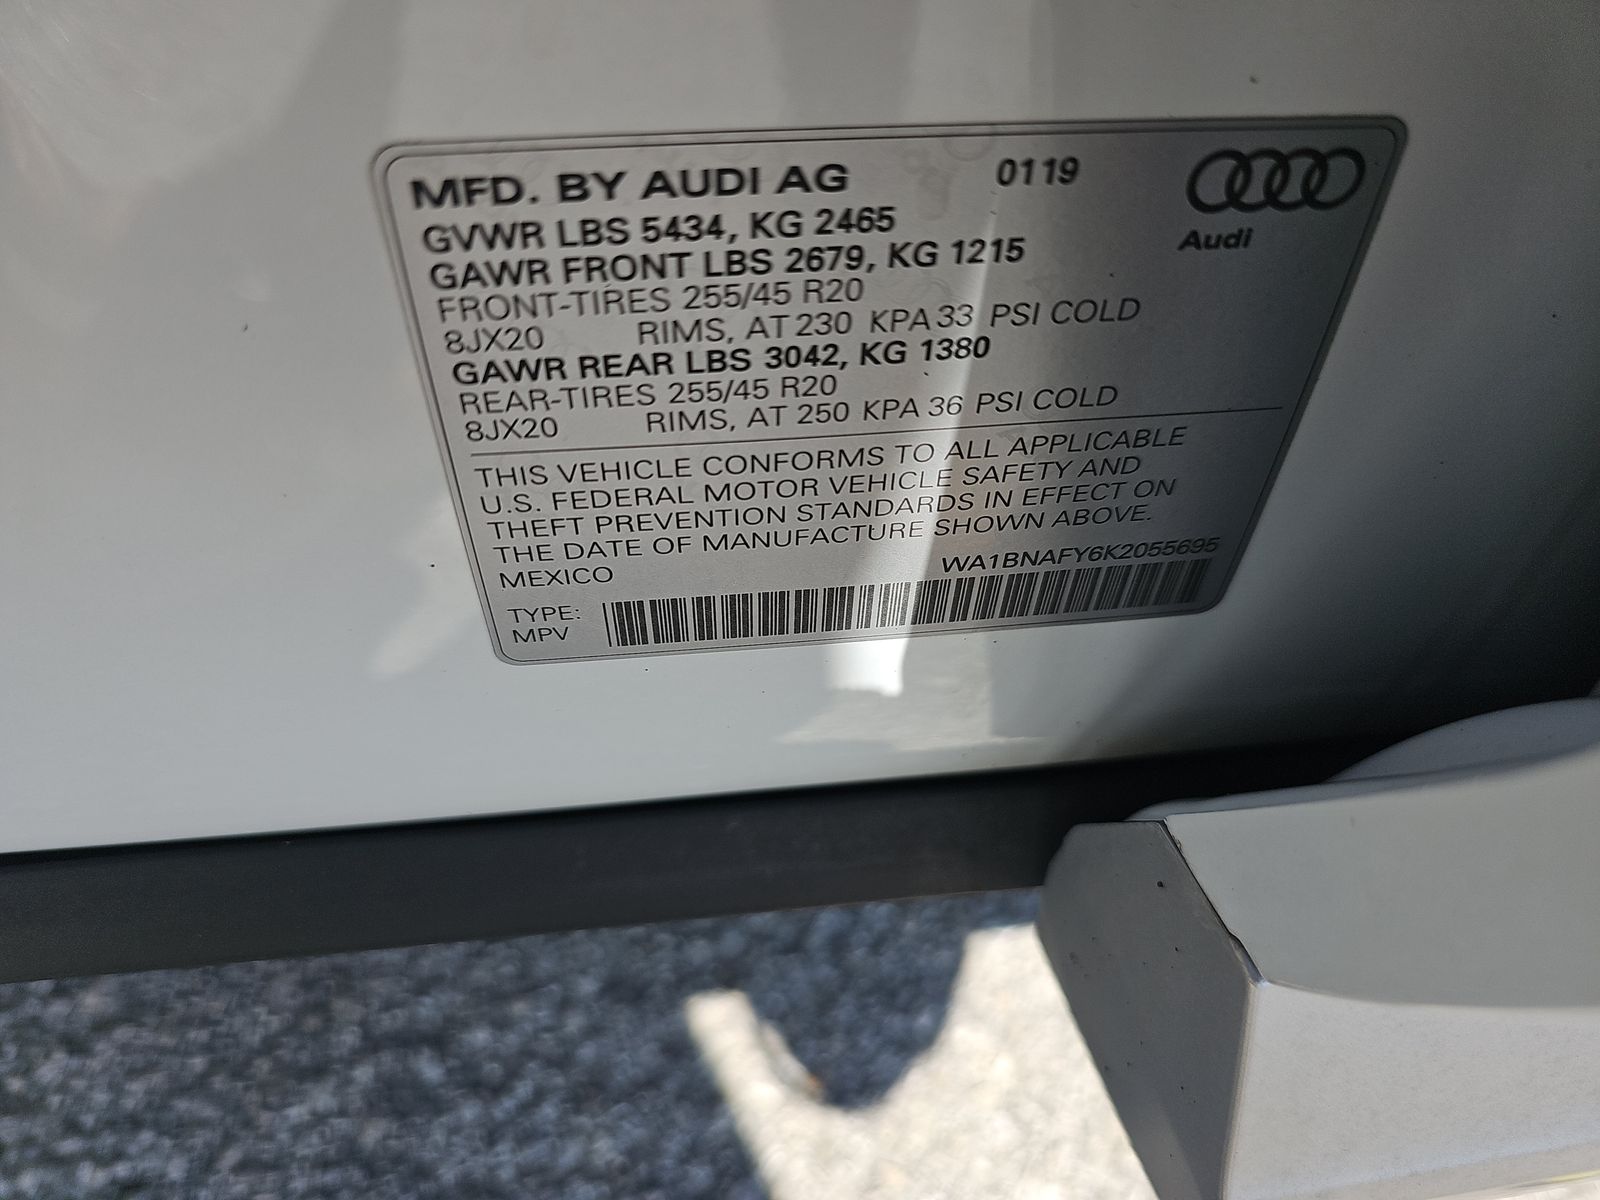 MFD. BY AUDI AG 0119
GVWR LBS 5434, KG 2465
Audi
GAWR FRONT LBS 2679, KG 1215
FRONT-TIRES 255/45 R20
8JX20 RIMS, AT 230 KPA 33 PSI COLD
GAWR REAR LBS 3042, KG 1380
REAR-TIRES 255/45 R20
8JX20 RIMS, AT 250 KPA 36 PSI COLD
THIS VEHICLE CONFORMS TO ALL APPLICABLE
U.S. FEDERAL MOTOR VEHICLE SAFETY AND
THEFT PREVENTION STANDARDS IN EFFECT ON
THE DATE OF MANUFACTURE SHOWN ABOVE.
MEXICO WA1BNAFY6K2055695
TYPE:
MPV